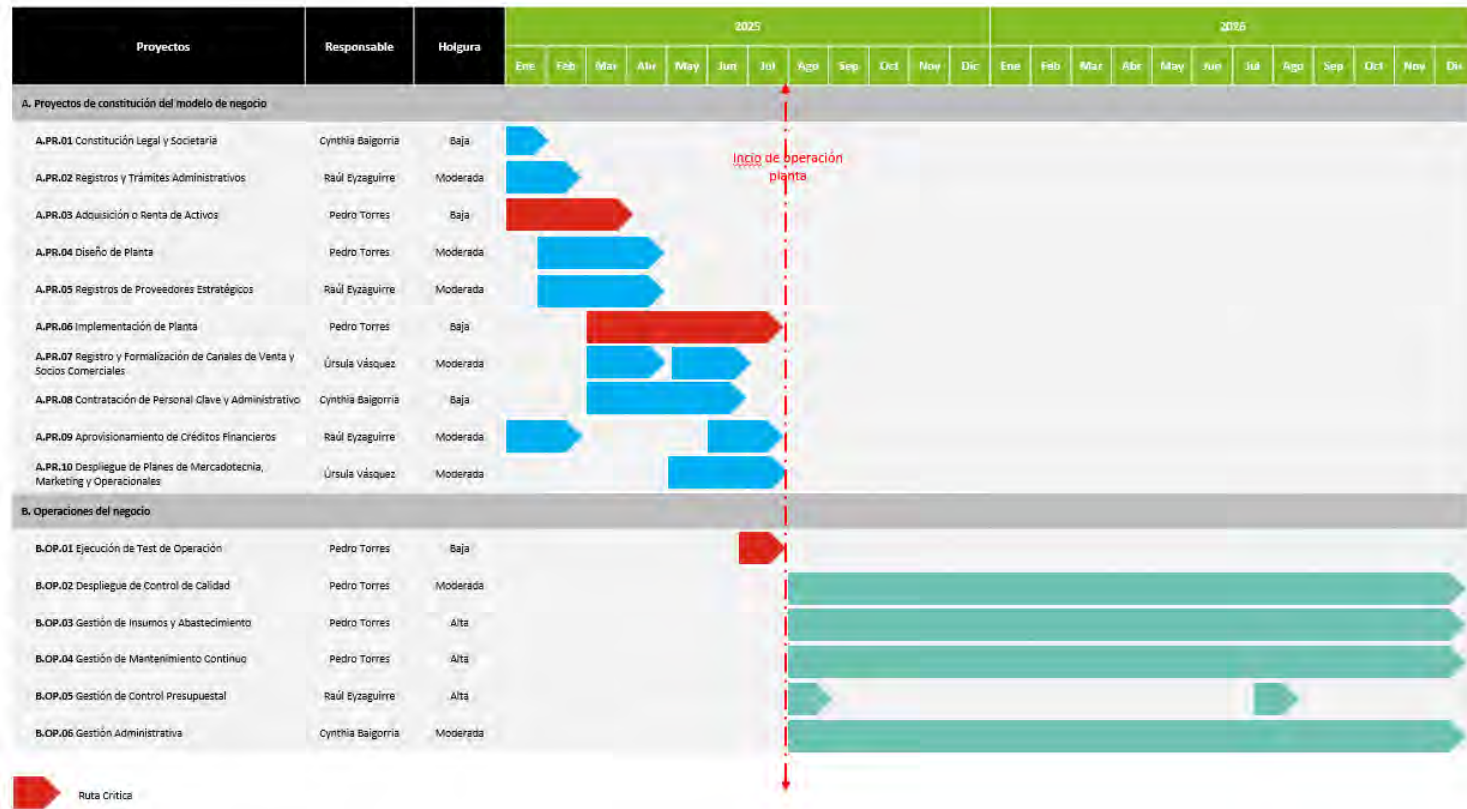 Proyectos Responsable Holgura 2025 2026
Ene Feb Mar Abr May Jun Jul Ago Sep Oct Nov Dic Ene Feb Mar Abr May Jun Jul Ago Sep Oct Nov Dic
A. Proyectos de constitución del modelo de negocio
A.PR.01 Constitución Legal y Societaria Cynthia Baigorria Baja
Incio de operación
planta
A.PR.02 Registros y Trámites Administrativos Raúl Eyzaguirre Moderada
A.PR.03 Adquisición o Renta de Activos Pedro Torres Baja
A.PR.04 Diseño de Planta Pedro Torres Moderada
A.PR.05 Registros de Proveedores Estratégicos Raúl Eyzaguirre Moderada
A.PR.06 Implementación de Planta Pedro Torres Baja
A.PR.07 Registro y Formalización de Canales de Venta y
Socios Comerciales Úrsula Vásquez Moderada
A.PR.08 Contratación de Personal Clave y Administrativo Cynthia Baigorria Baja
A.PR.09 Aprovisionamiento de Créditos Financieros Raúl Eyzaguirre Moderada
A.PR.10 Despliegue de Planes de Mercadotecnia,
Marketing y Operacionales Úrsula Vásquez Moderada
B. Operaciones del negocio
B.OP.01 Ejecución de Test de Operación Pedro Torres Baja
B.OP.02 Despliegue de Control de Calidad Pedro Torres Moderada
B.OP.03 Gestión de Insumos y Abastecimiento Pedro Torres Alta
B.OP.04 Gestión de Mantenimiento Continuo Pedro Torres Alta
B.OP.05 Gestión de Control Presupuestal Raúl Eyzaguirre Alta
B.OP.06 Gestión Administrativa Cynthia Baigorria Moderada
Ruta Crítica